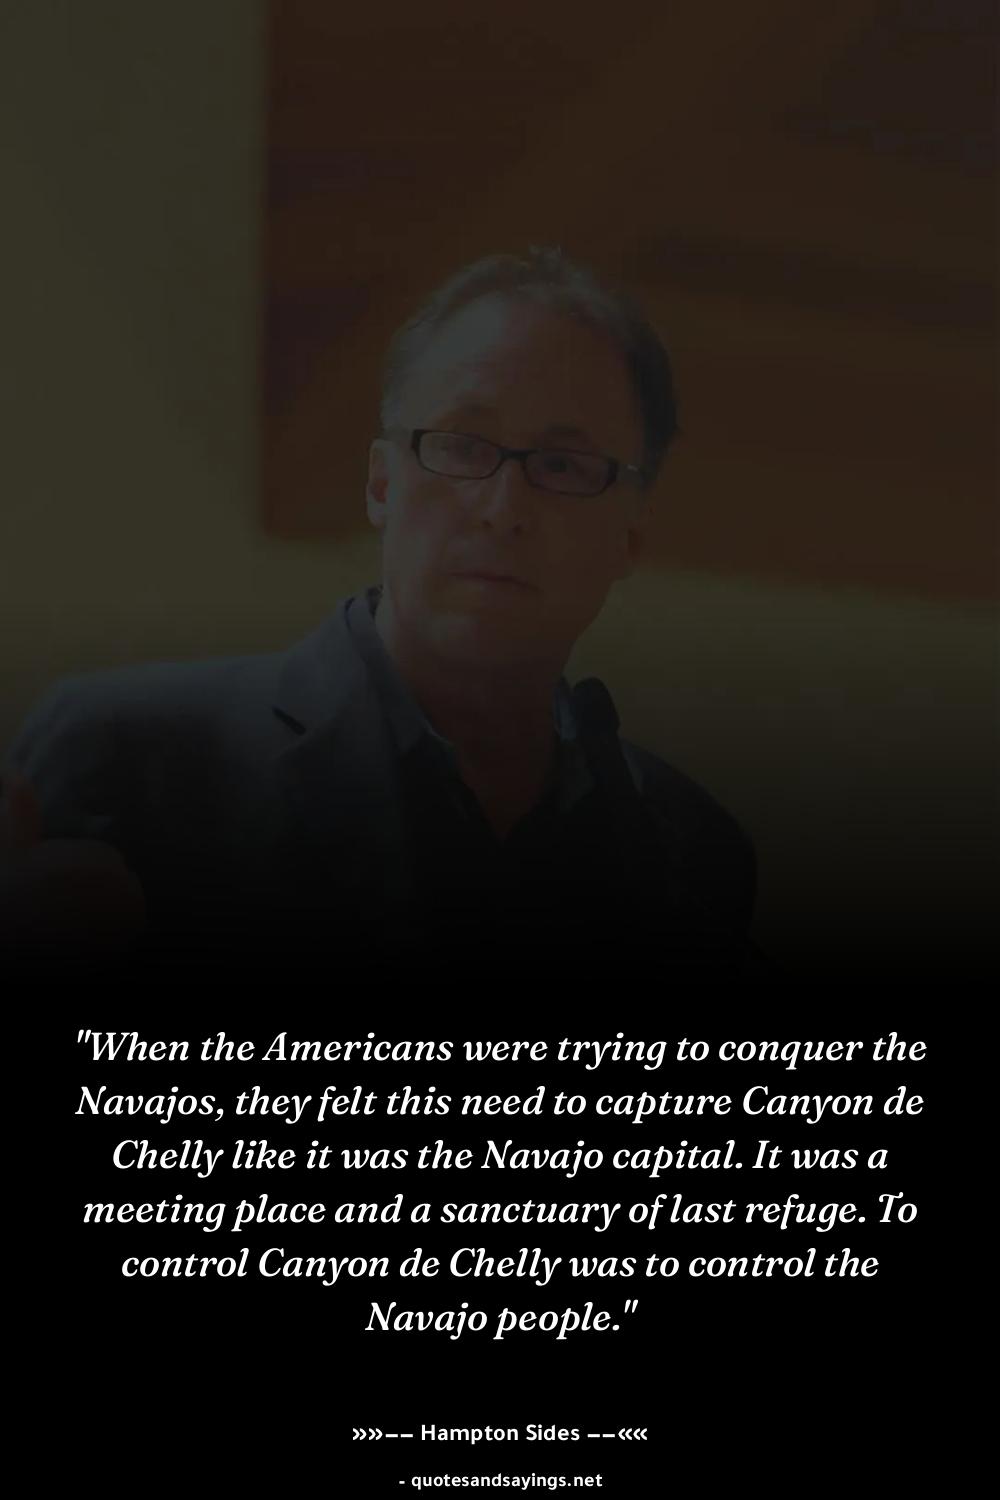 "When the Americans were trying to conquer the
Navajos, they felt this need to capture Canyon de
Chelly like it was the Navajo capital. It was a
meeting place and a sanctuary of last refuge. To
control Canyon de Chelly was to control the
Navajo people."
»»−− Hampton Sides −−««
- quotesandsayings.net